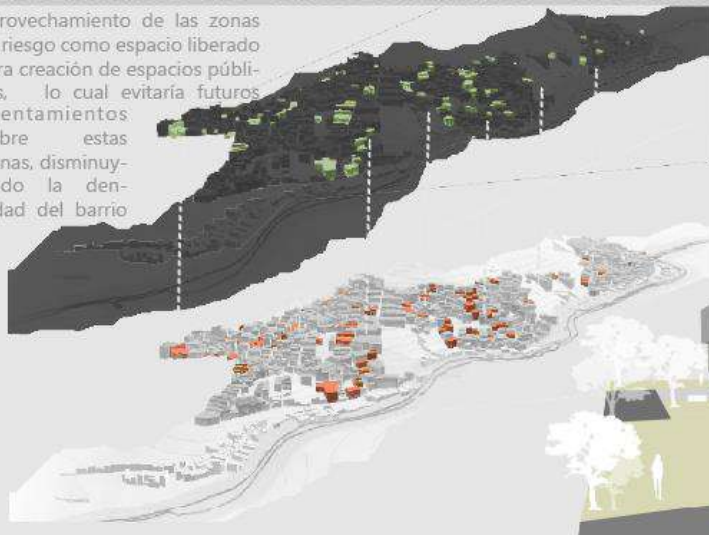 rovechamiento de las zonas
riesgo como espacio liberado
ra creación de espacios públi-
s, lo cual evitaría futuros
entamientos
bre estas
nas, disminuy-
do la den-
dad del barrio